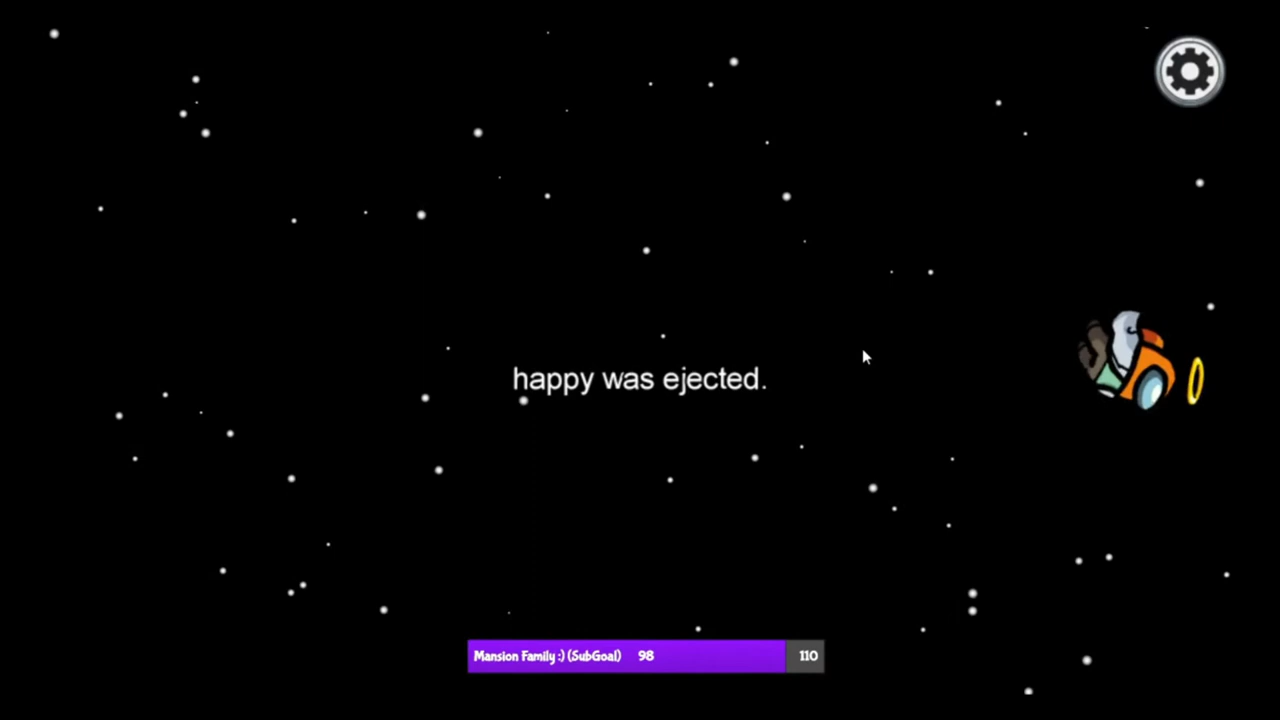 happy was ejected.
Mansion Family :) (SubGoal) 98 110